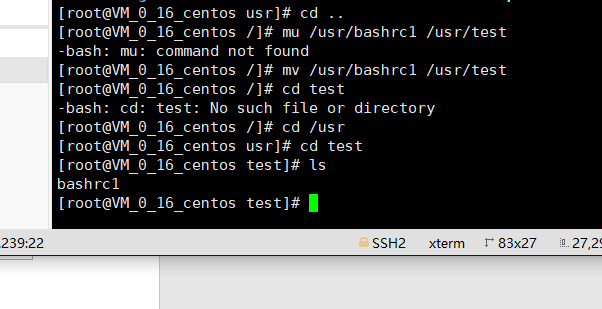 [root@VM_0_16_centos usr]# cd ..
[root@VM_0_16_centos /]# mu /usr/bashrc1 /usr/test
-bash: mu: command not found
[root@VM_0_16_centos /]# mv /usr/bashrc1 /usr/test
[root@VM_0_16_centos /]# cd test
-bash: cd: test: No such file or directory
[root@VM_0_16_centos /]# cd /usr
[root@VM_0_16_centos usr]# cd test
[root@VM_0_16_centos test]# ls
bashrc1
[root@VM_0_16_centos test]#
.239:22 SSH2 xterm 83x27 27,29